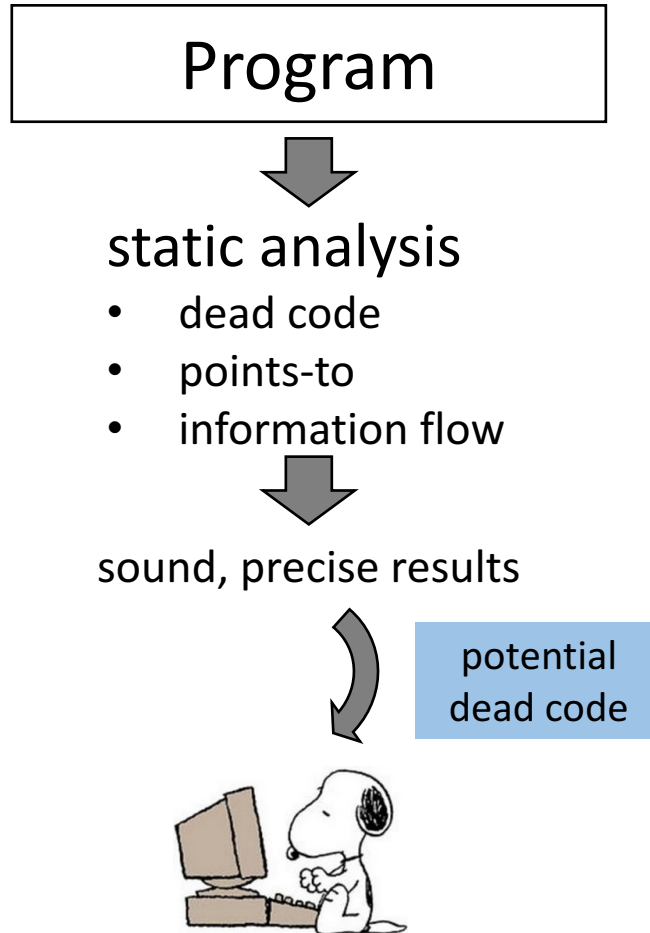 Program
static analysis
• dead code
• points-to
• information flow
sound, precise results
potential
dead code